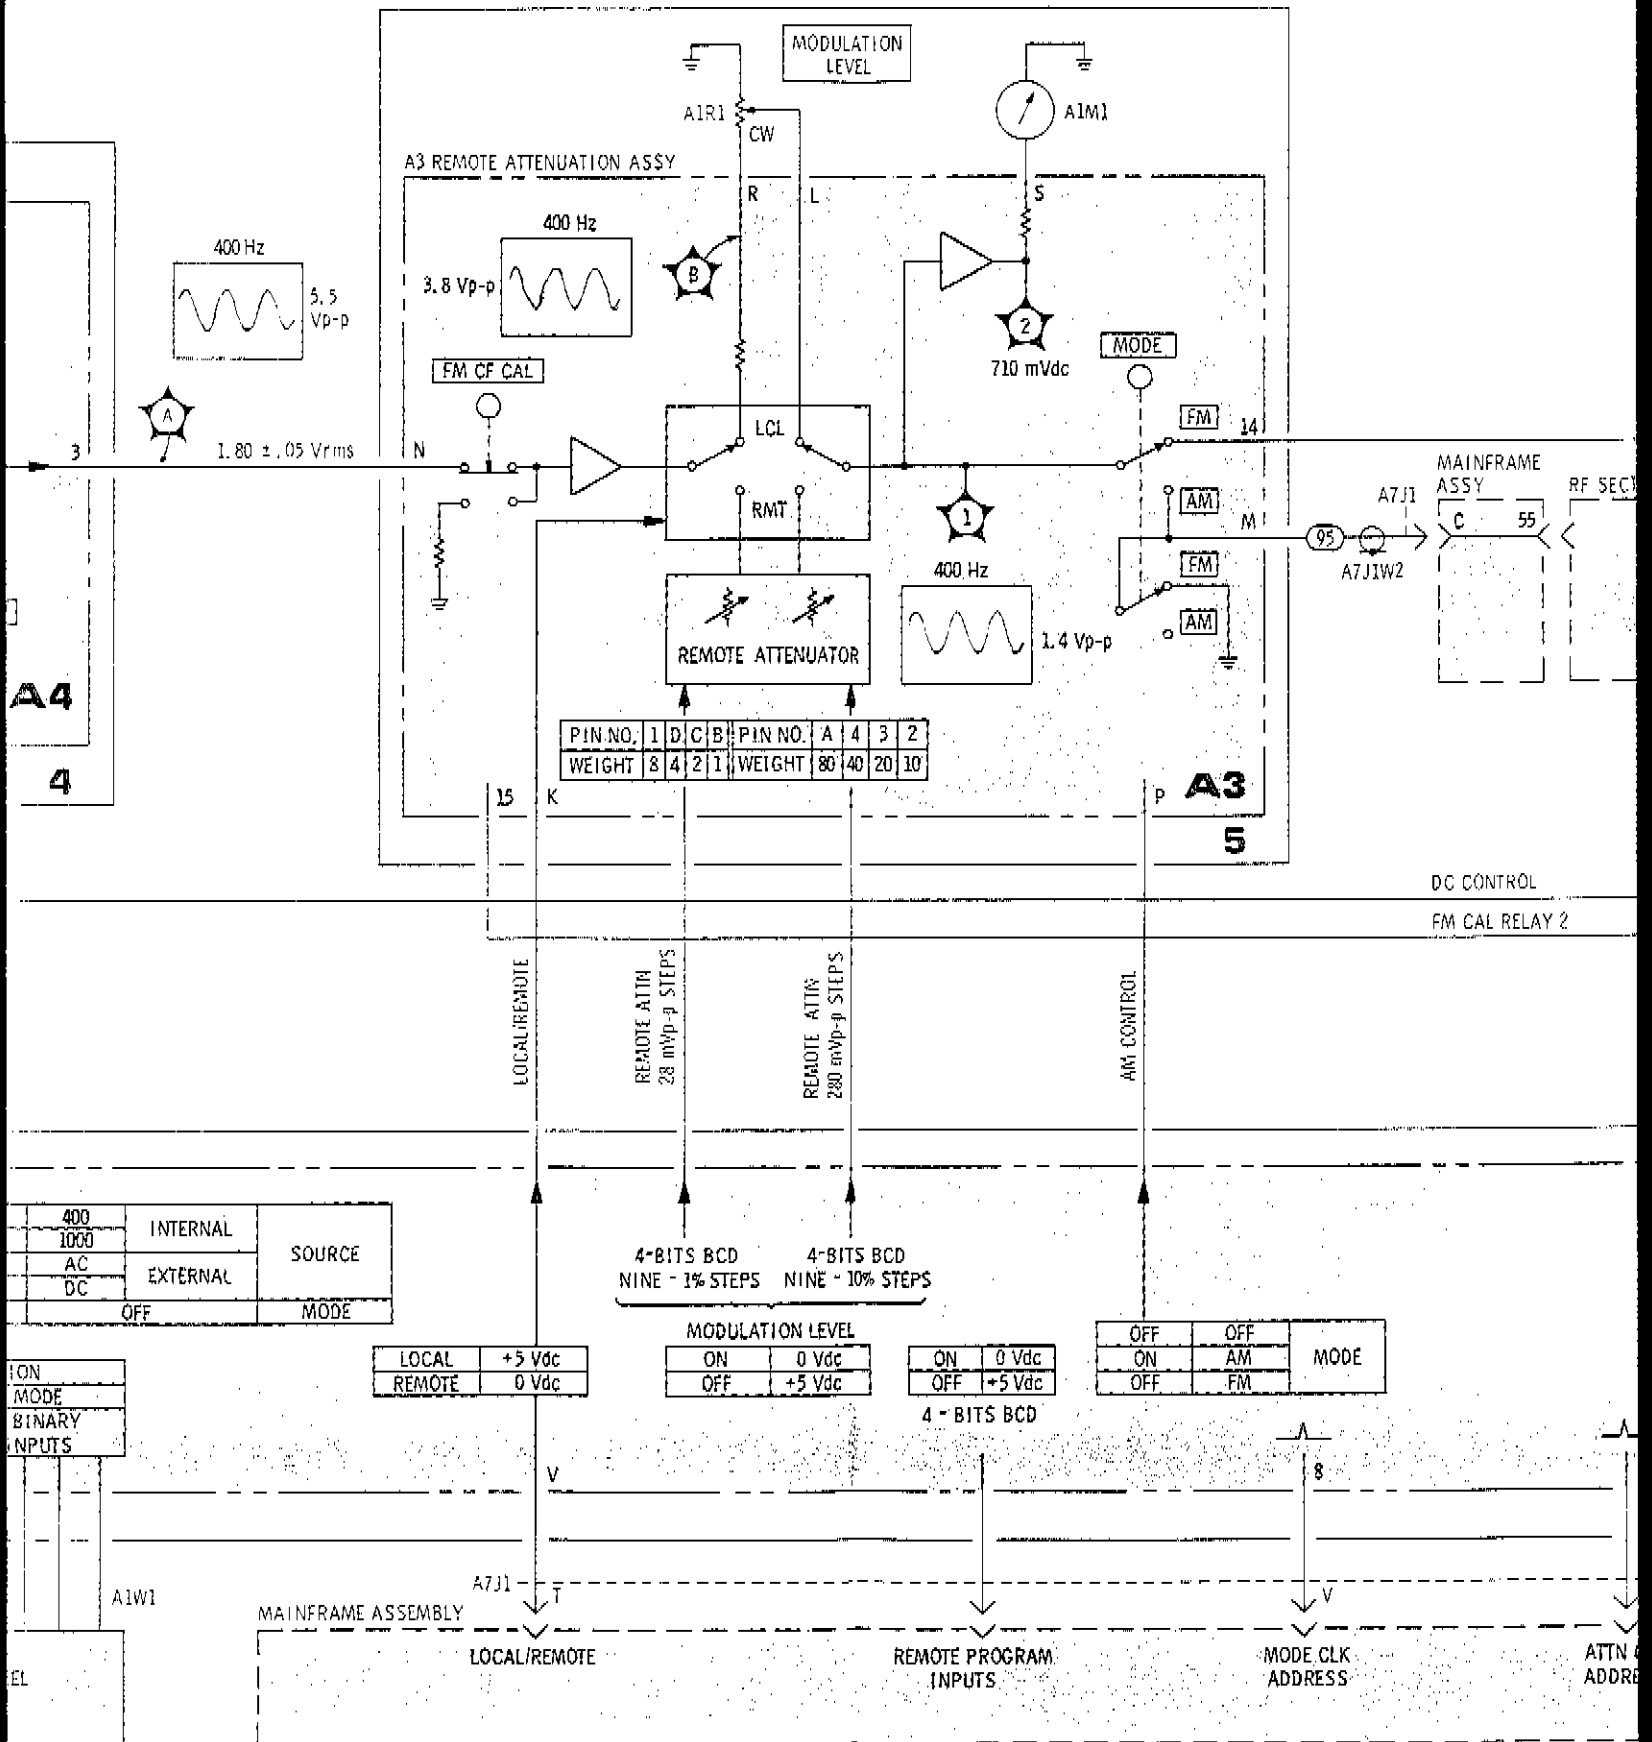 MODULATION
LEVEL
A1R1
CW
A1M1
A3 REMOTE ATTENUATION ASSY
R
L
S
400 Hz
400 Hz
3.8 Vp-p
B
5.5
Vp-p
2
710 mVdc
MODE
FM CF CAL
A
FM
14
LCL
3
1.80 ±.05 Vrms
N
MAINFRAME
ASSY
RF SECT
A7J1
AM
RMT
1
M
C
55
95
A7J1W2
400 Hz
FM
1.4 Vp-p
AM
REMOTE ATTENUATOR
A4
PIN NO. 1 D C B PIN NO. A 4 3 2
WEIGHT 8 4 2 1 WEIGHT 80 40 20 10
4
15
K
P
A3
5
DC CONTROL
FM CAL RELAY 2
LOCAL/REMOTE
REMOTE ATTN
28 mVp-p STEPS
REMOTE ATTN
280 mVp-p STEPS
AM CONTROL
400
1000
INTERNAL
SOURCE
AC
DC
EXTERNAL
OFF
MODE
4-BITS BCD
NINE - 1% STEPS
4-BITS BCD
NINE - 10% STEPS
MODULATION LEVEL
LOCAL +5 Vdc
REMOTE 0 Vdc
ON 0 Vdc
OFF +5 Vdc
ON 0 Vdc
OFF +5 Vdc
4 - BITS BCD
OFF OFF
ON AM
OFF FM
MODE
ION
MODE
BINARY
INPUTS
V
8
A1W1
A7J1
T
V
MAINFRAME ASSEMBLY
LOCAL/REMOTE
REMOTE PROGRAM
INPUTS
MODE CLK
ADDRESS
ATTN
ADDRE
EL